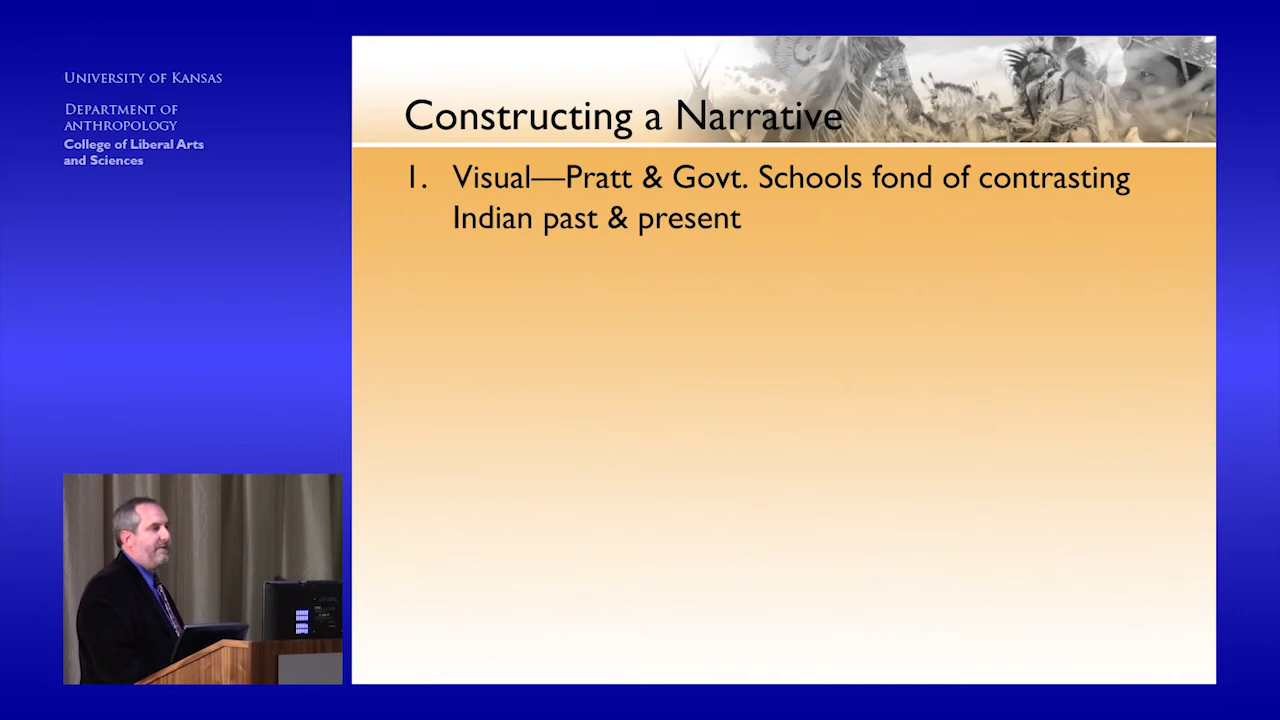 UNIVERSITY OF KANSAS
DEPARTMENT OF
ANTHROPOLOGY
College of Liberal Arts
and Sciences
Constructing a Narrative
1. Visual—Pratt & Govt. Schools fond of contrasting
Indian past & present